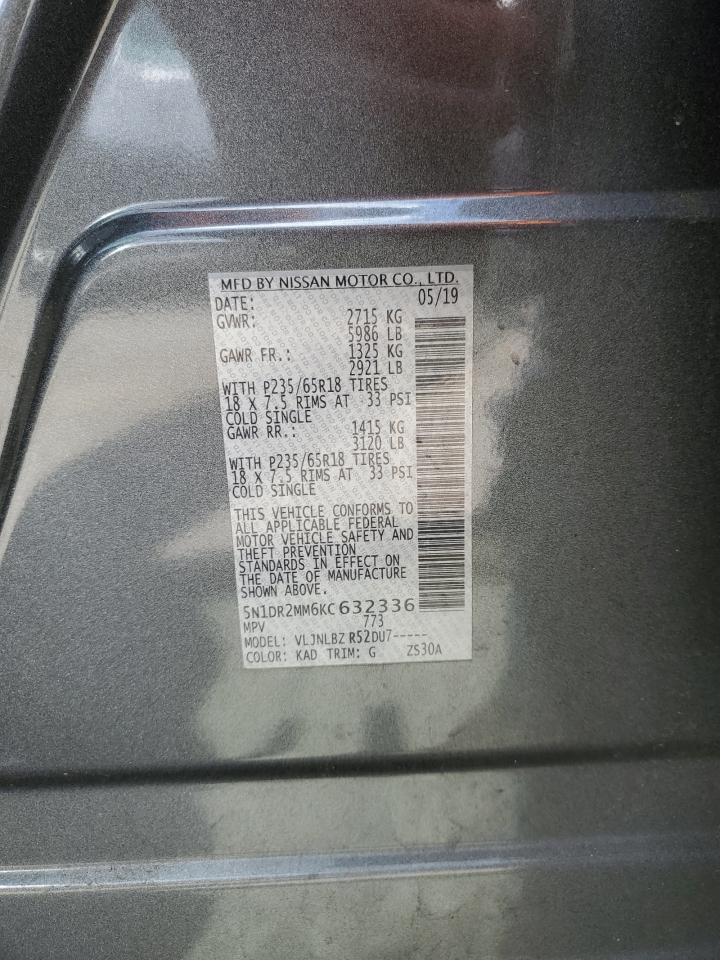 MFD BY NISSAN MOTOR CO., LTD.
DATE: 05/19
GVWR: 2715 KG
5986 LB
GAWR FR.: 1325 KG
2921 LB
WITH P235/65R18 TIRES
18 X 7.5 RIMS AT 33 PSI
COLD SINGLE
GAWR RR.: 1415 KG
3120 LB
WITH P235/65R18 TIRES
18 X 7.5 RIMS AT 33 PSI
COLD SINGLE
THIS VEHICLE CONFORMS TO
ALL APPLICABLE FEDERAL
MOTOR VEHICLE SAFETY AND
THEFT PREVENTION
STANDARDS IN EFFECT ON
THE DATE OF MANUFACTURE
SHOWN ABOVE.
5N1DR2MM6KC632336
MPV 773
MODEL: VLJNLBZ R52DU7-----
COLOR: KAD TRIM: G ZS30A